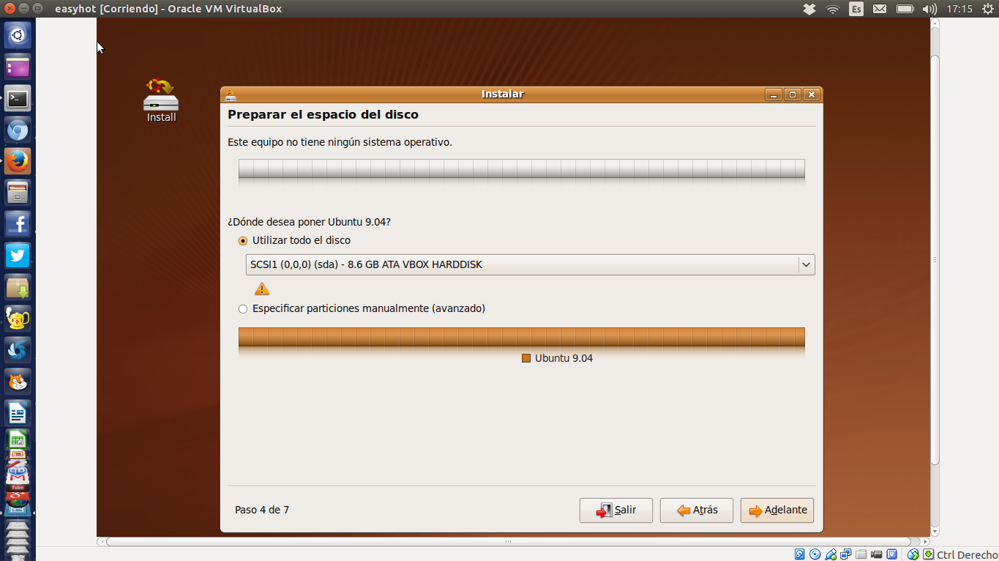 easyhot [Corriendo] - Oracle VM VirtualBox
Es
17:15
Install
Instalar
Preparar el espacio del disco
Este equipo no tiene ningún sistema operativo.
¿Dónde desea poner Ubuntu 9.04?
Utilizar todo el disco
SCSI1 (0,0,0) (sda) - 8.6 GB ATA VBOX HARDDISK
Especificar particiones manualmente (avanzado)
Ubuntu 9.04
Paso 4 de 7
Salir
Atrás
Adelante
Tube
Ctrl Derecho